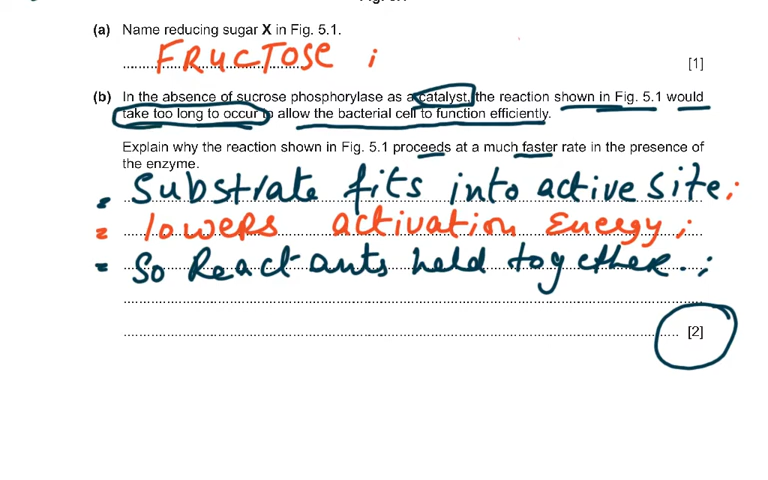 (a) Name reducing sugar X in Fig. 5.1.
FRUCTOSE ;
[1]
(b) In the absence of sucrose phosphorylase as a catalyst, the reaction shown in Fig. 5.1 would
take too long to occur to allow the bacterial cell to function efficiently.
Explain why the reaction shown in Fig. 5.1 proceeds at a much faster rate in the presence of
the enzyme.
Substrate fits into active site ;
lowers activation Energy ;
So Reactants held together. ;
[2]